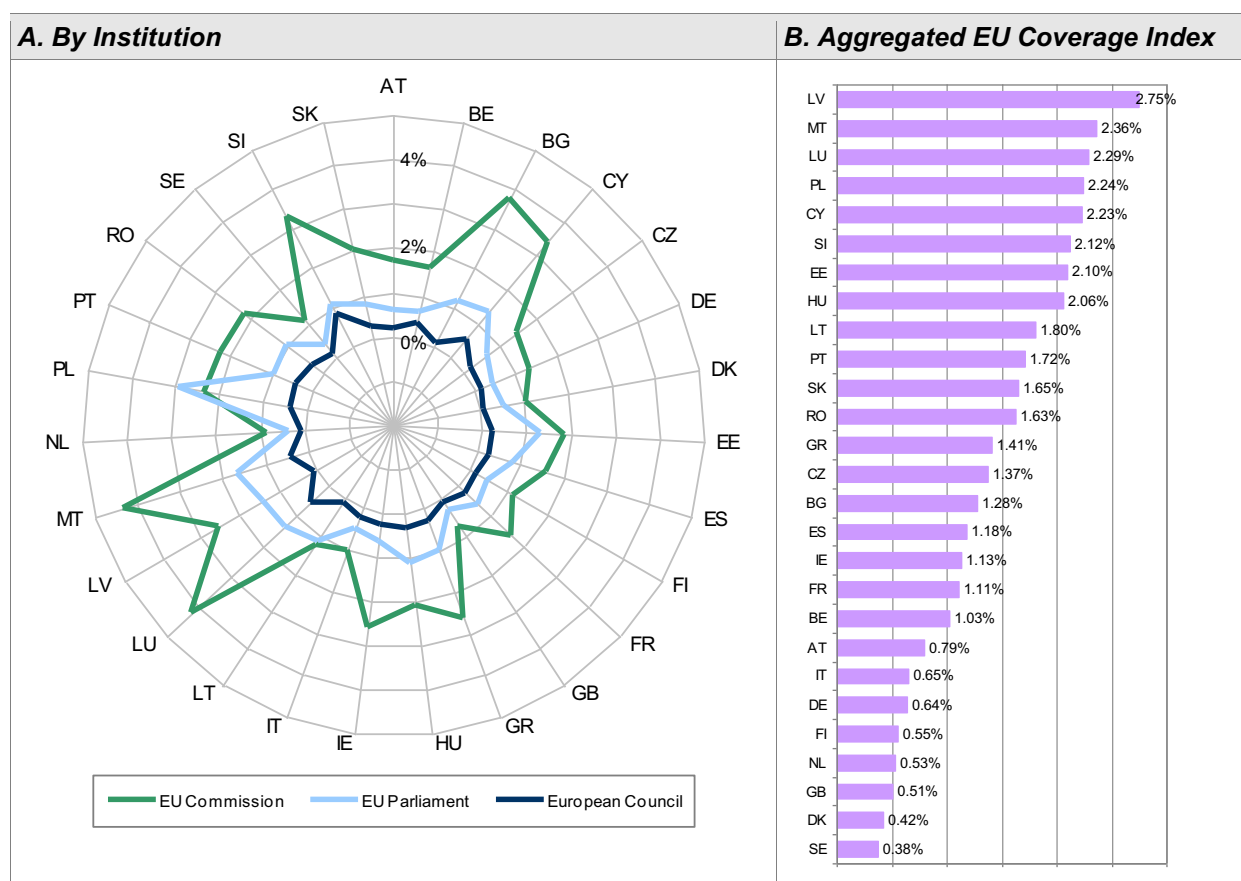 A. By Institution
B. Aggregated EU Coverage Index
AT
BE
BG
CY
CZ
DE
DK
EE
ES
FI
FR
GB
GR
HU
IE
IT
LT
LU
LV
MT
NL
PL
PT
RO
SE
SI
SK
4%
2%
0%
EU Commission EU Parliament European Council
LV 2.75%
MT 2.36%
LU 2.29%
PL 2.24%
CY 2.23%
SI 2.12%
EE 2.10%
HU 2.06%
LT 1.80%
PT 1.72%
SK 1.65%
RO 1.63%
GR 1.41%
CZ 1.37%
BG 1.28%
ES 1.18%
IE 1.13%
FR 1.11%
BE 1.03%
AT 0.79%
IT 0.65%
DE 0.64%
FI 0.55%
NL 0.53%
GB 0.51%
DK 0.42%
SE 0.38%